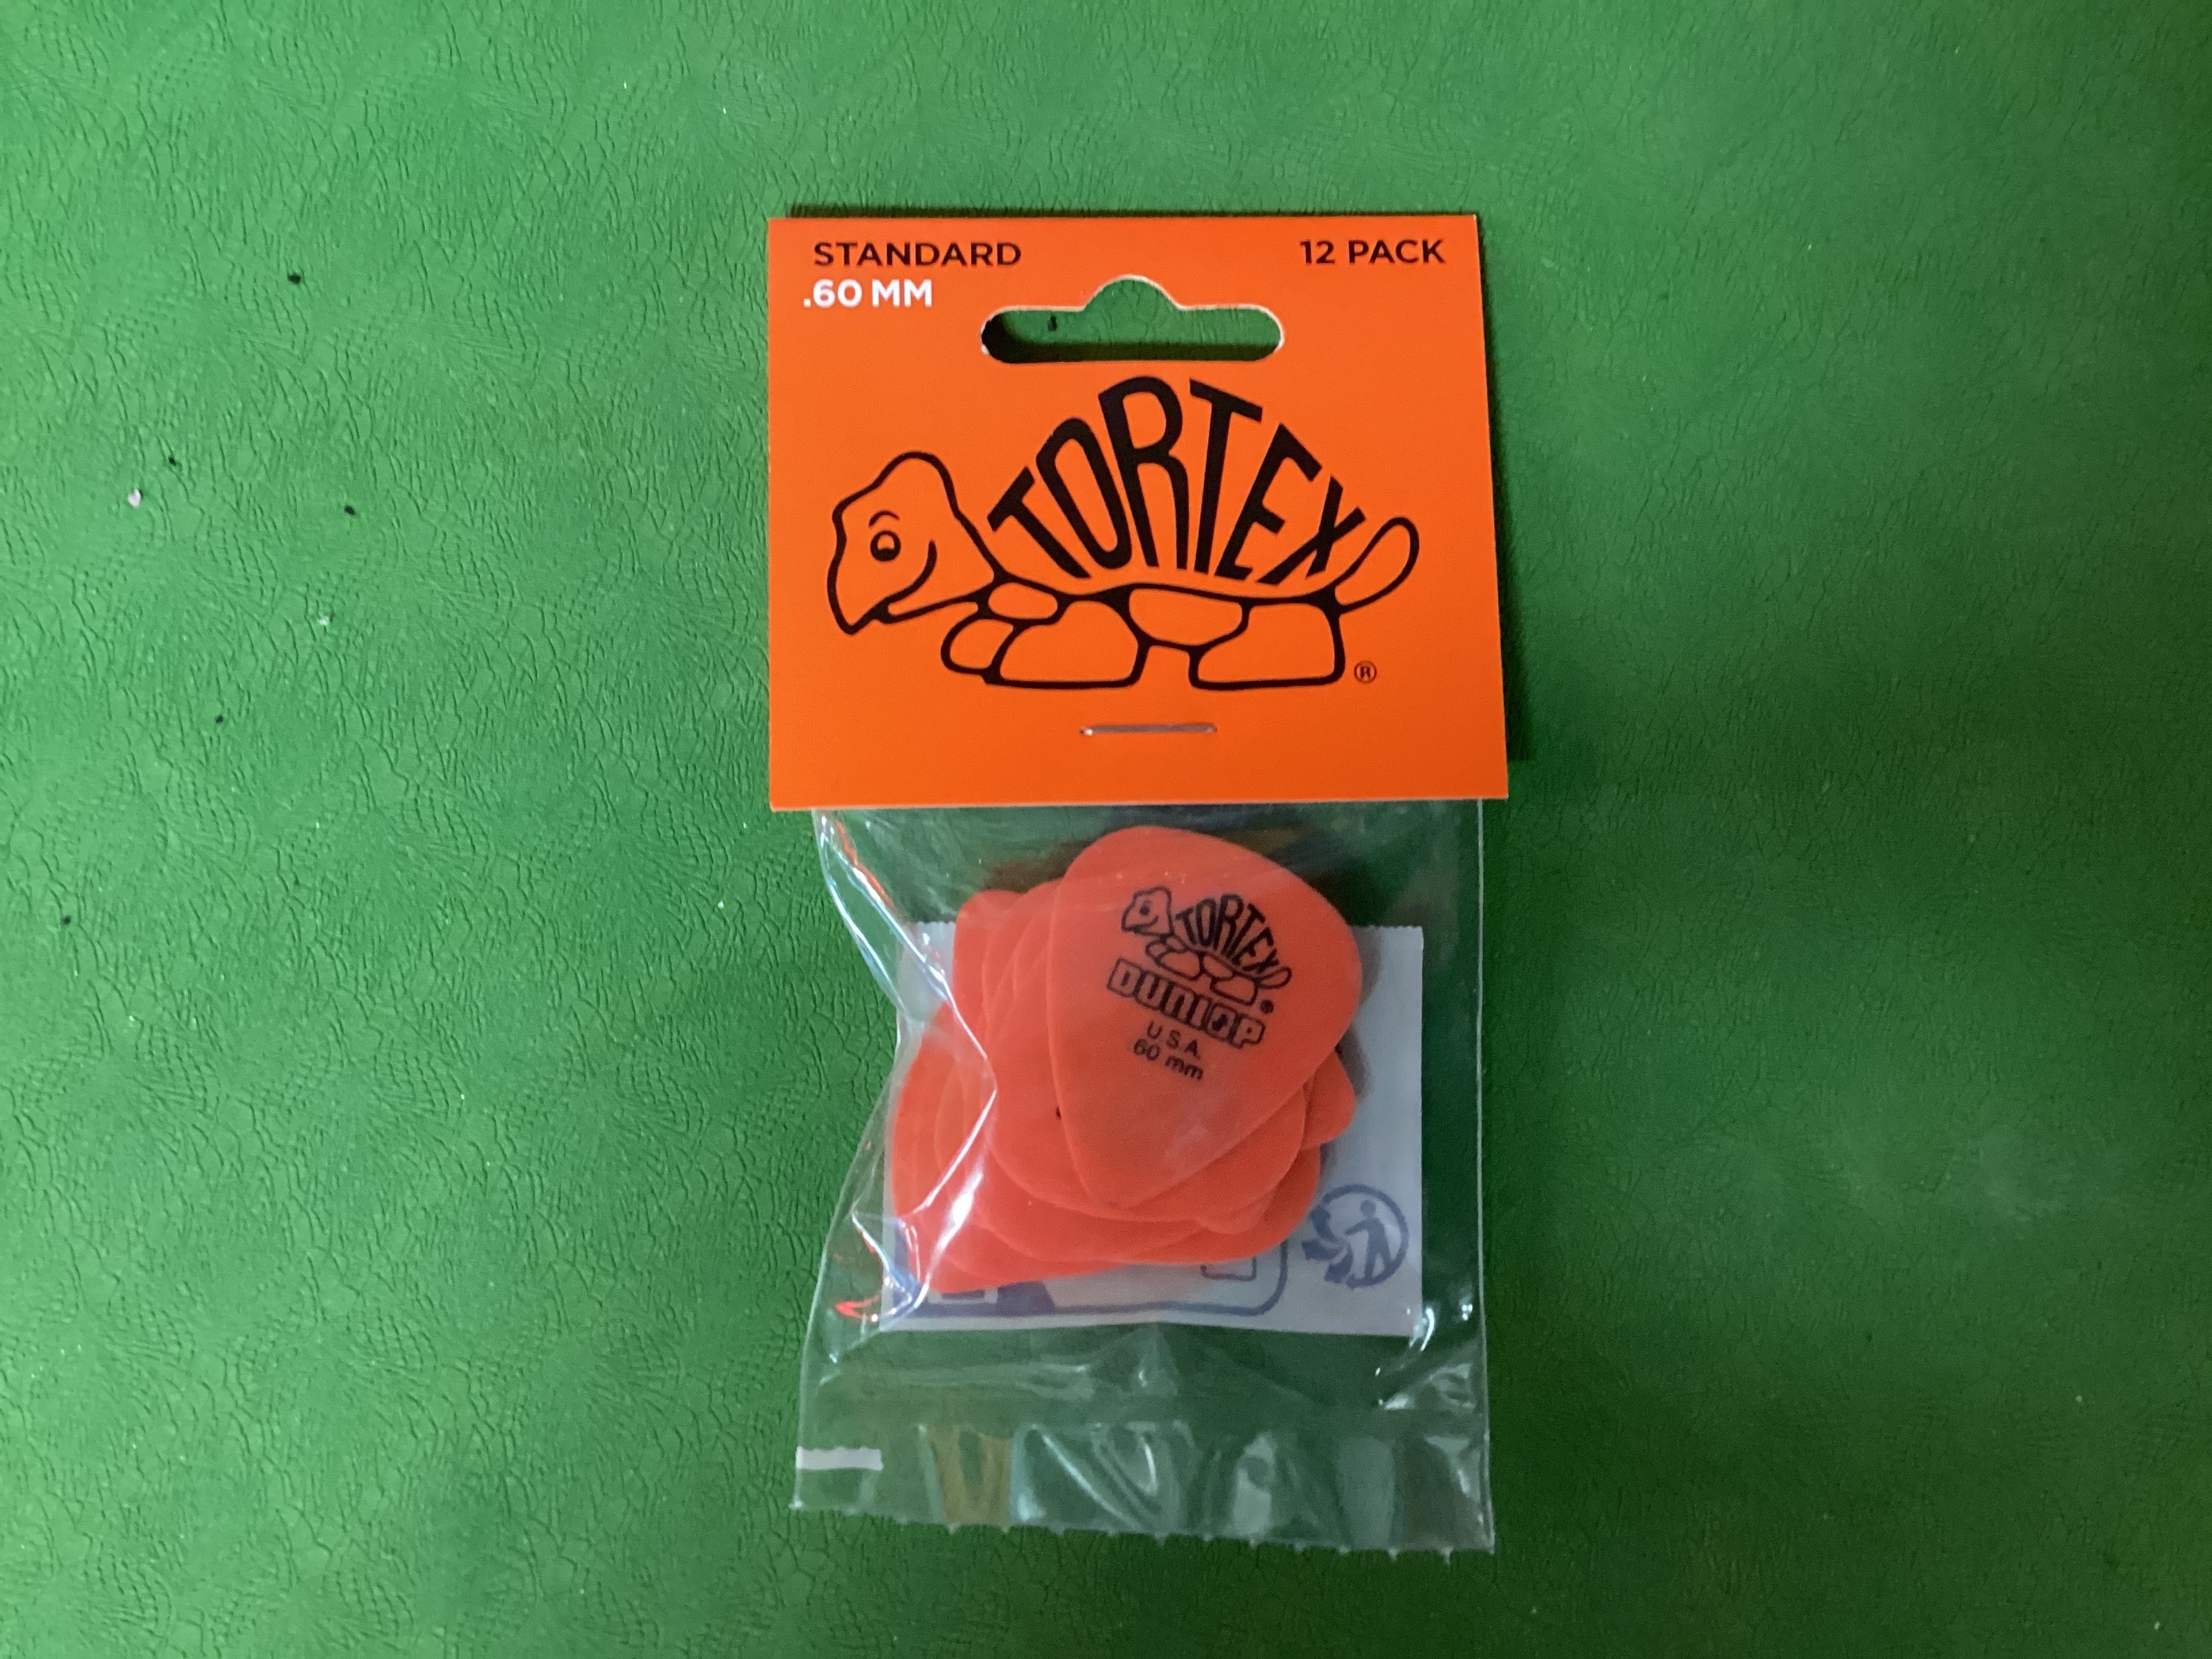 STANDARD
12 PACK
.60 MM
TORTEX
®
TORTEX
®
DUNLOP
U.S.A.
60 mm